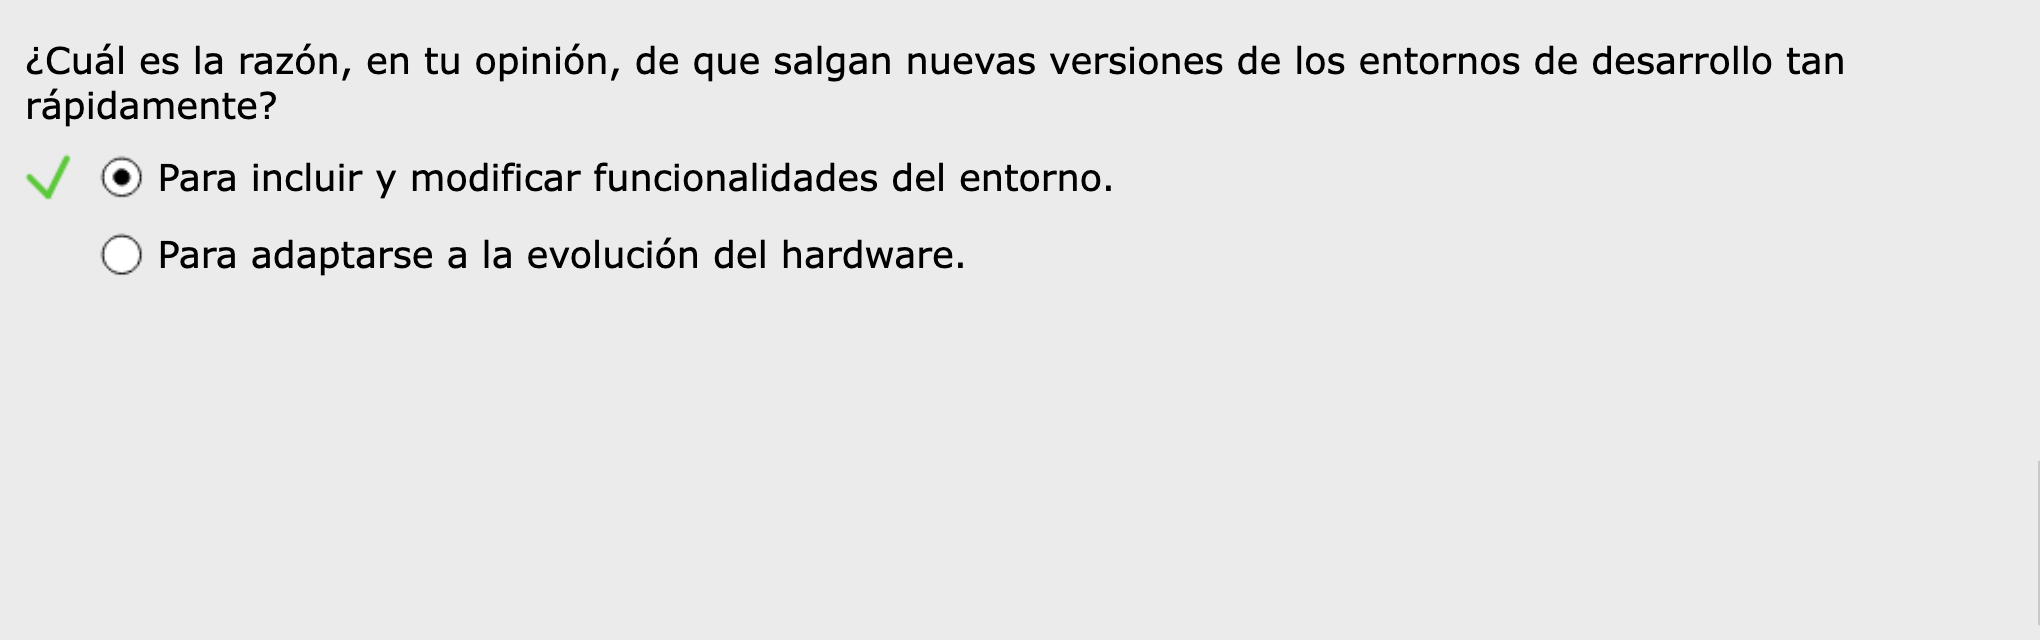 ¿Cuál es la razón, en tu opinión, de que salgan nuevas versiones de los entornos de desarrollo tan
rápidamente?
Para incluir y modificar funcionalidades del entorno.
Para adaptarse a la evolución del hardware.